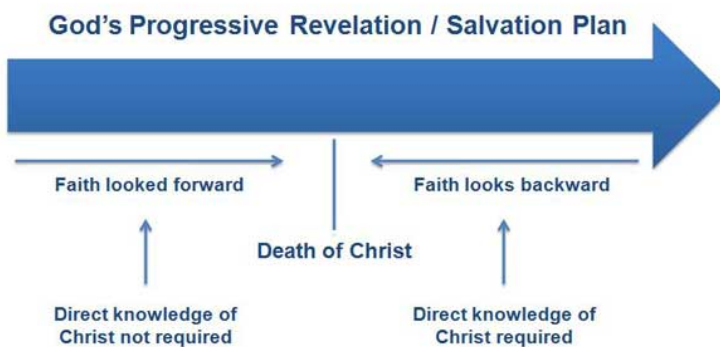 God's Progressive Revelation / Salvation Plan
Faith looked forward
Faith looks backward
Death of Christ
Direct knowledge of
Christ not required
Direct knowledge of
Christ required